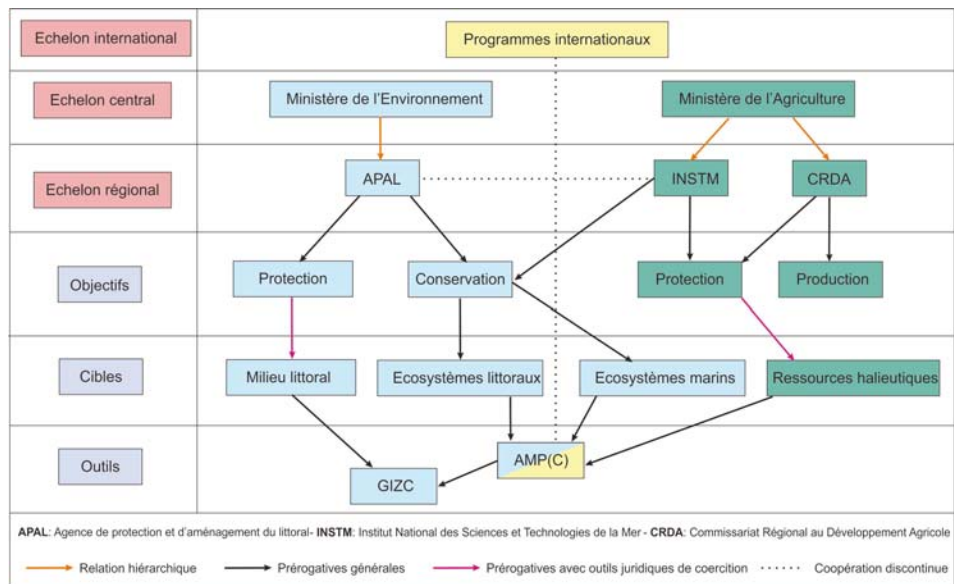 Echelon international
Programmes internationaux
Echelon central
Ministère de l'Environnement
Ministère de l'Agriculture
Echelon régional
APAL
INSTM
CRDA
Objectifs
Protection
Conservation
Protection
Production
Cibles
Milieu littoral
Ecosystèmes littoraux
Ecosystèmes marins
Ressources halieutiques
Outils
AMP(C)
GIZC
APAL: Agence de protection et d'aménagement du littoral- INSTM: Institut National des Sciences et Technologies de la Mer - CRDA: Commissariat Régional au Développement Agricole
Relation hiérarchique
Prérogatives générales
Prérogatives avec outils juridiques de coercition
Coopération discontinue